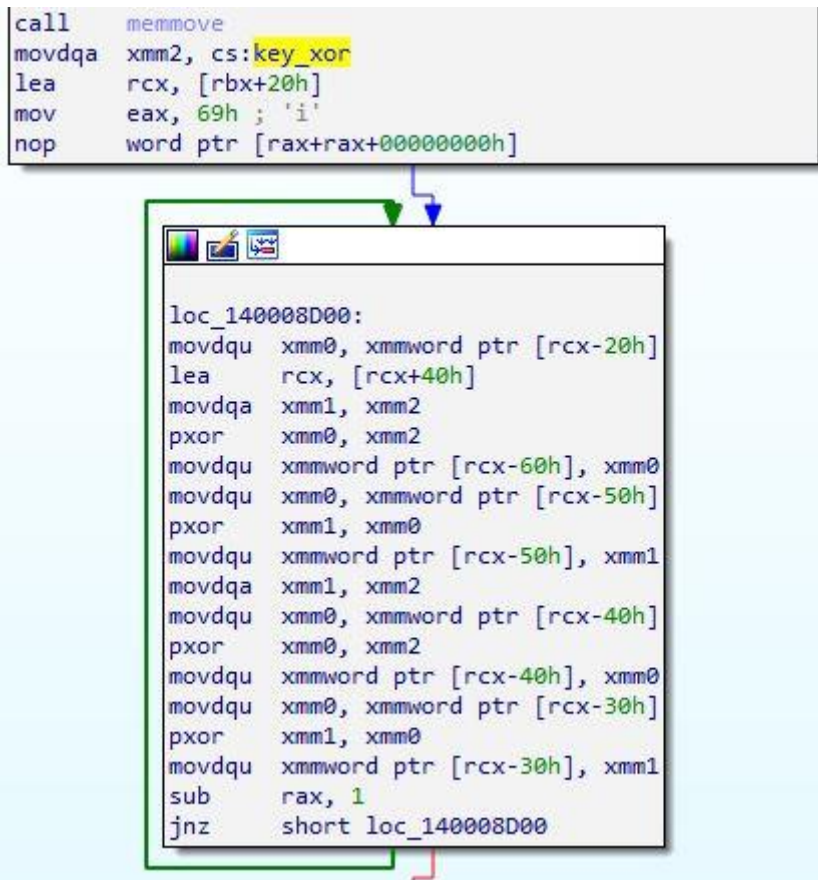 call memmove
movdqa xmm2, cs:key_xor
lea rcx, [rbx+20h]
mov eax, 69h ; 'i'
nop word ptr [rax+rax+00000000h]
loc_140008D00:
movdqu xmm0, xmmword ptr [rcx-20h]
lea rcx, [rcx+40h]
movdqa xmm1, xmm2
pxor xmm0, xmm2
movdqu xmmword ptr [rcx-60h], xmm0
movdqu xmm0, xmmword ptr [rcx-50h]
pxor xmm1, xmm0
movdqu xmmword ptr [rcx-50h], xmm1
movdqa xmm1, xmm2
movdqu xmm0, xmmword ptr [rcx-40h]
pxor xmm0, xmm2
movdqu xmmword ptr [rcx-40h], xmm0
movdqu xmm0, xmmword ptr [rcx-30h]
pxor xmm1, xmm0
movdqu xmmword ptr [rcx-30h], xmm1
sub rax, 1
jnz short loc_140008D00